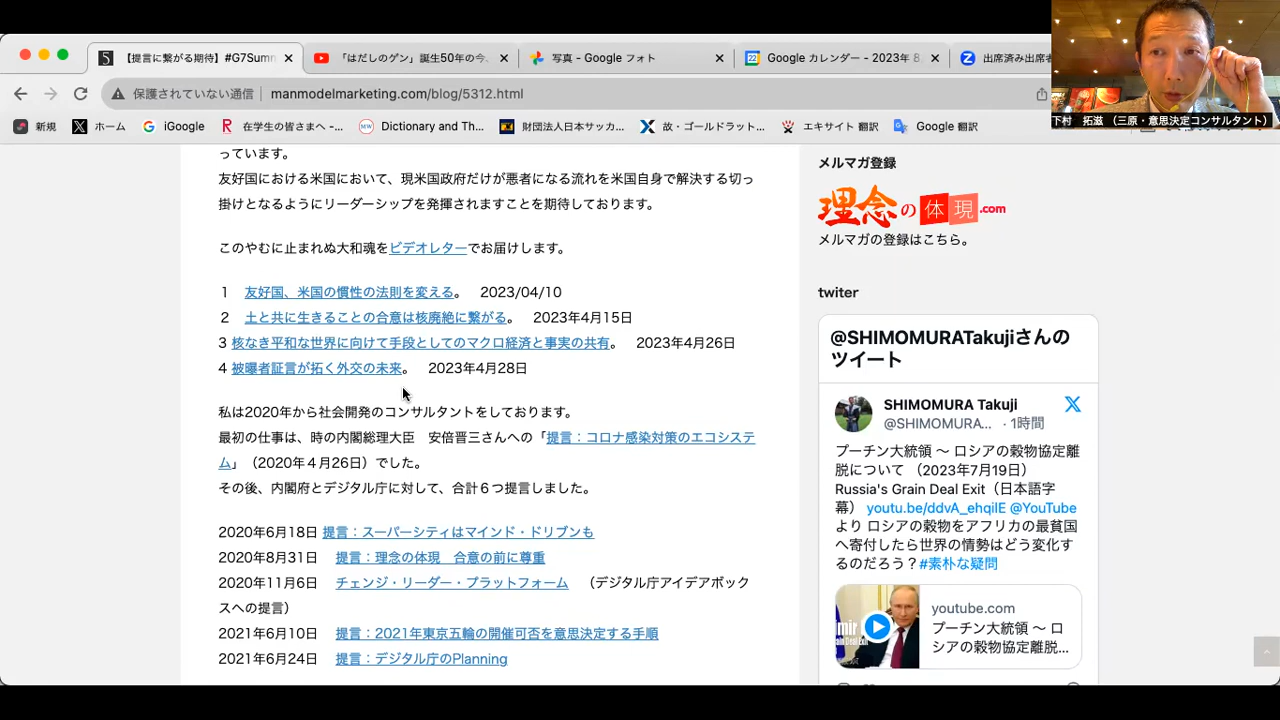 【提言に繋がる期待】#G7Sumn
「はだしのゲン」誕生50年の今、
写真 - Google フォト
Google カレンダー - 2023年 8
出席済み出席者
保護されていない通信 manmodelmarketing.com/blog/5312.html
新規
ホーム
iGoogle
在学生の皆さまへ -...
Dictionary and Th...
財団法人日本サッカ...
故・ゴールドラット...
エキサイト 翻訳
Google 翻訳
下村 拓滋 （三原・意思決定コンサルタント）
っています。
友好国における米国において、現米国政府だけが悪者になる流れを米国自身で解決する切っ
掛けとなるようにリーダーシップを発揮されますことを期待しております。
このやむに止まれぬ大和魂をビデオレターでお届けします。
1 友好国、米国の慣性の法則を変える。 2023/04/10
2 土と共に生きることの合意は核廃絶に繋がる。 2023年4月15日
3 核なき平和な世界に向けて手段としてのマクロ経済と事実の共有。 2023年4月26日
4 被曝者証言が拓く外交の未来。 2023年4月28日
私は2020年から社会開発のコンサルタントをしております。
最初の仕事は、時の内閣総理大臣 安倍晋三さんへの「提言：コロナ感染対策のエコシステ
ム」（2020年４月26日）でした。
その後、内閣府とデジタル庁に対して、合計６つ提言しました。
2020年6月18日 提言：スーパーシティはマインド・ドリブンも
2020年8月31日 提言：理念の体現 合意の前に尊重
2020年11月6日 チェンジ・リーダー・プラットフォーム （デジタル庁アイデアボック
スへの提言）
2021年6月10日 提言：2021年東京五輪の開催可否を意思決定する手順
2021年6月24日 提言：デジタル庁のPlanning
メルマガ登録
理念の体現.com
メルマガの登録はこちら。
twiter
@SHIMOMURATakujiさんの
ツイート
SHIMOMURA Takuji
@SHIMOMURA... · 1時間
プーチン大統領 〜 ロシアの穀物協定離
脱について （2023年7月19日）
Russia's Grain Deal Exit（日本語字
幕） youtu.be/ddvA_ehqiIE @YouTube
より ロシアの穀物をアフリカの最貧国
へ寄付したら世界の情勢はどう変化す
るのだろう？#素朴な疑問
youtube.com
プーチン大統領 〜 ロ
シアの穀物協定離脱...